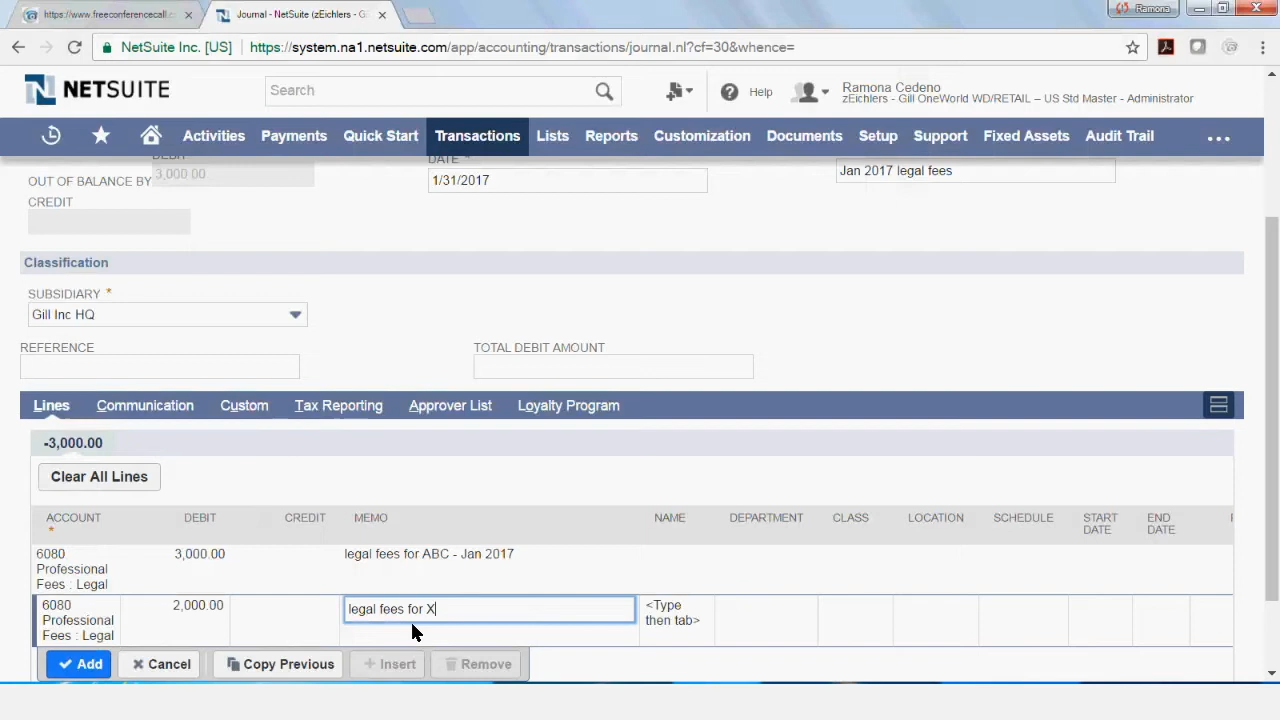 https://www.freeconferencecall.c
Journal - NetSuite (zEichlers - G
Ramona
NetSuite Inc. [US]
https://system.na1.netsuite.com/app/accounting/transactions/journal.nl?cf=30&whence=
NETSUITE
Search
Help
Ramona Cedeno
zEichlers - Gill OneWorld WD/RETAIL – US Std Master - Administrator
Activities Payments Quick Start Transactions Lists Reports Customization Documents Setup Support Fixed Assets Audit Trail
DEBIT
OUT OF BALANCE BY 3,000.00
CREDIT
DATE *
1/31/2017
Jan 2017 legal fees
Classification
SUBSIDIARY *
Gill Inc HQ
REFERENCE
TOTAL DEBIT AMOUNT
Lines Communication Custom Tax Reporting Approver List Loyalty Program
-3,000.00
Clear All Lines
ACCOUNT * DEBIT CREDIT MEMO NAME DEPARTMENT CLASS LOCATION SCHEDULE START DATE END DATE
6080 Professional Fees : Legal 3,000.00 legal fees for ABC - Jan 2017
6080 Professional Fees : Legal 2,000.00 legal fees for X <Type then tab>
Add Cancel Copy Previous + Insert Remove